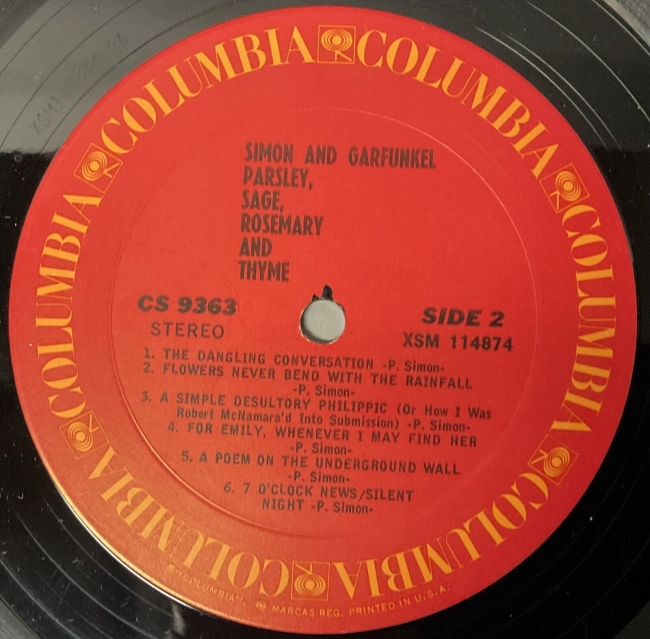 COLUMBIA COLUMBIA COLUMBIA COLUMBIA COLUMBIA COLUMBIA COLUMBIA COLUMBIA
SIMON AND GARFUNKEL
PARSLEY,
SAGE,
ROSEMARY
AND
THYME
CS 9363
STEREO
SIDE 2
XSM 114874
1. THE DANGLING CONVERSATION -P. Simon-
2. FLOWERS NEVER BEND WITH THE RAINFALL
-P. Simon-
3. A SIMPLE DESULTORY PHILIPPIC (Or How I Was
Robert McNamara'd Into Submission) -P. Simon-
4. FOR EMILY, WHENEVER I MAY FIND HER
-P. Simon-
5. A POEM ON THE UNDERGROUND WALL
-P. Simon-
6. 7 O'CLOCK NEWS/SILENT
NIGHT -P. Simon-
"COLUMBIA", MARCAS REG. PRINTED IN U.S.A.